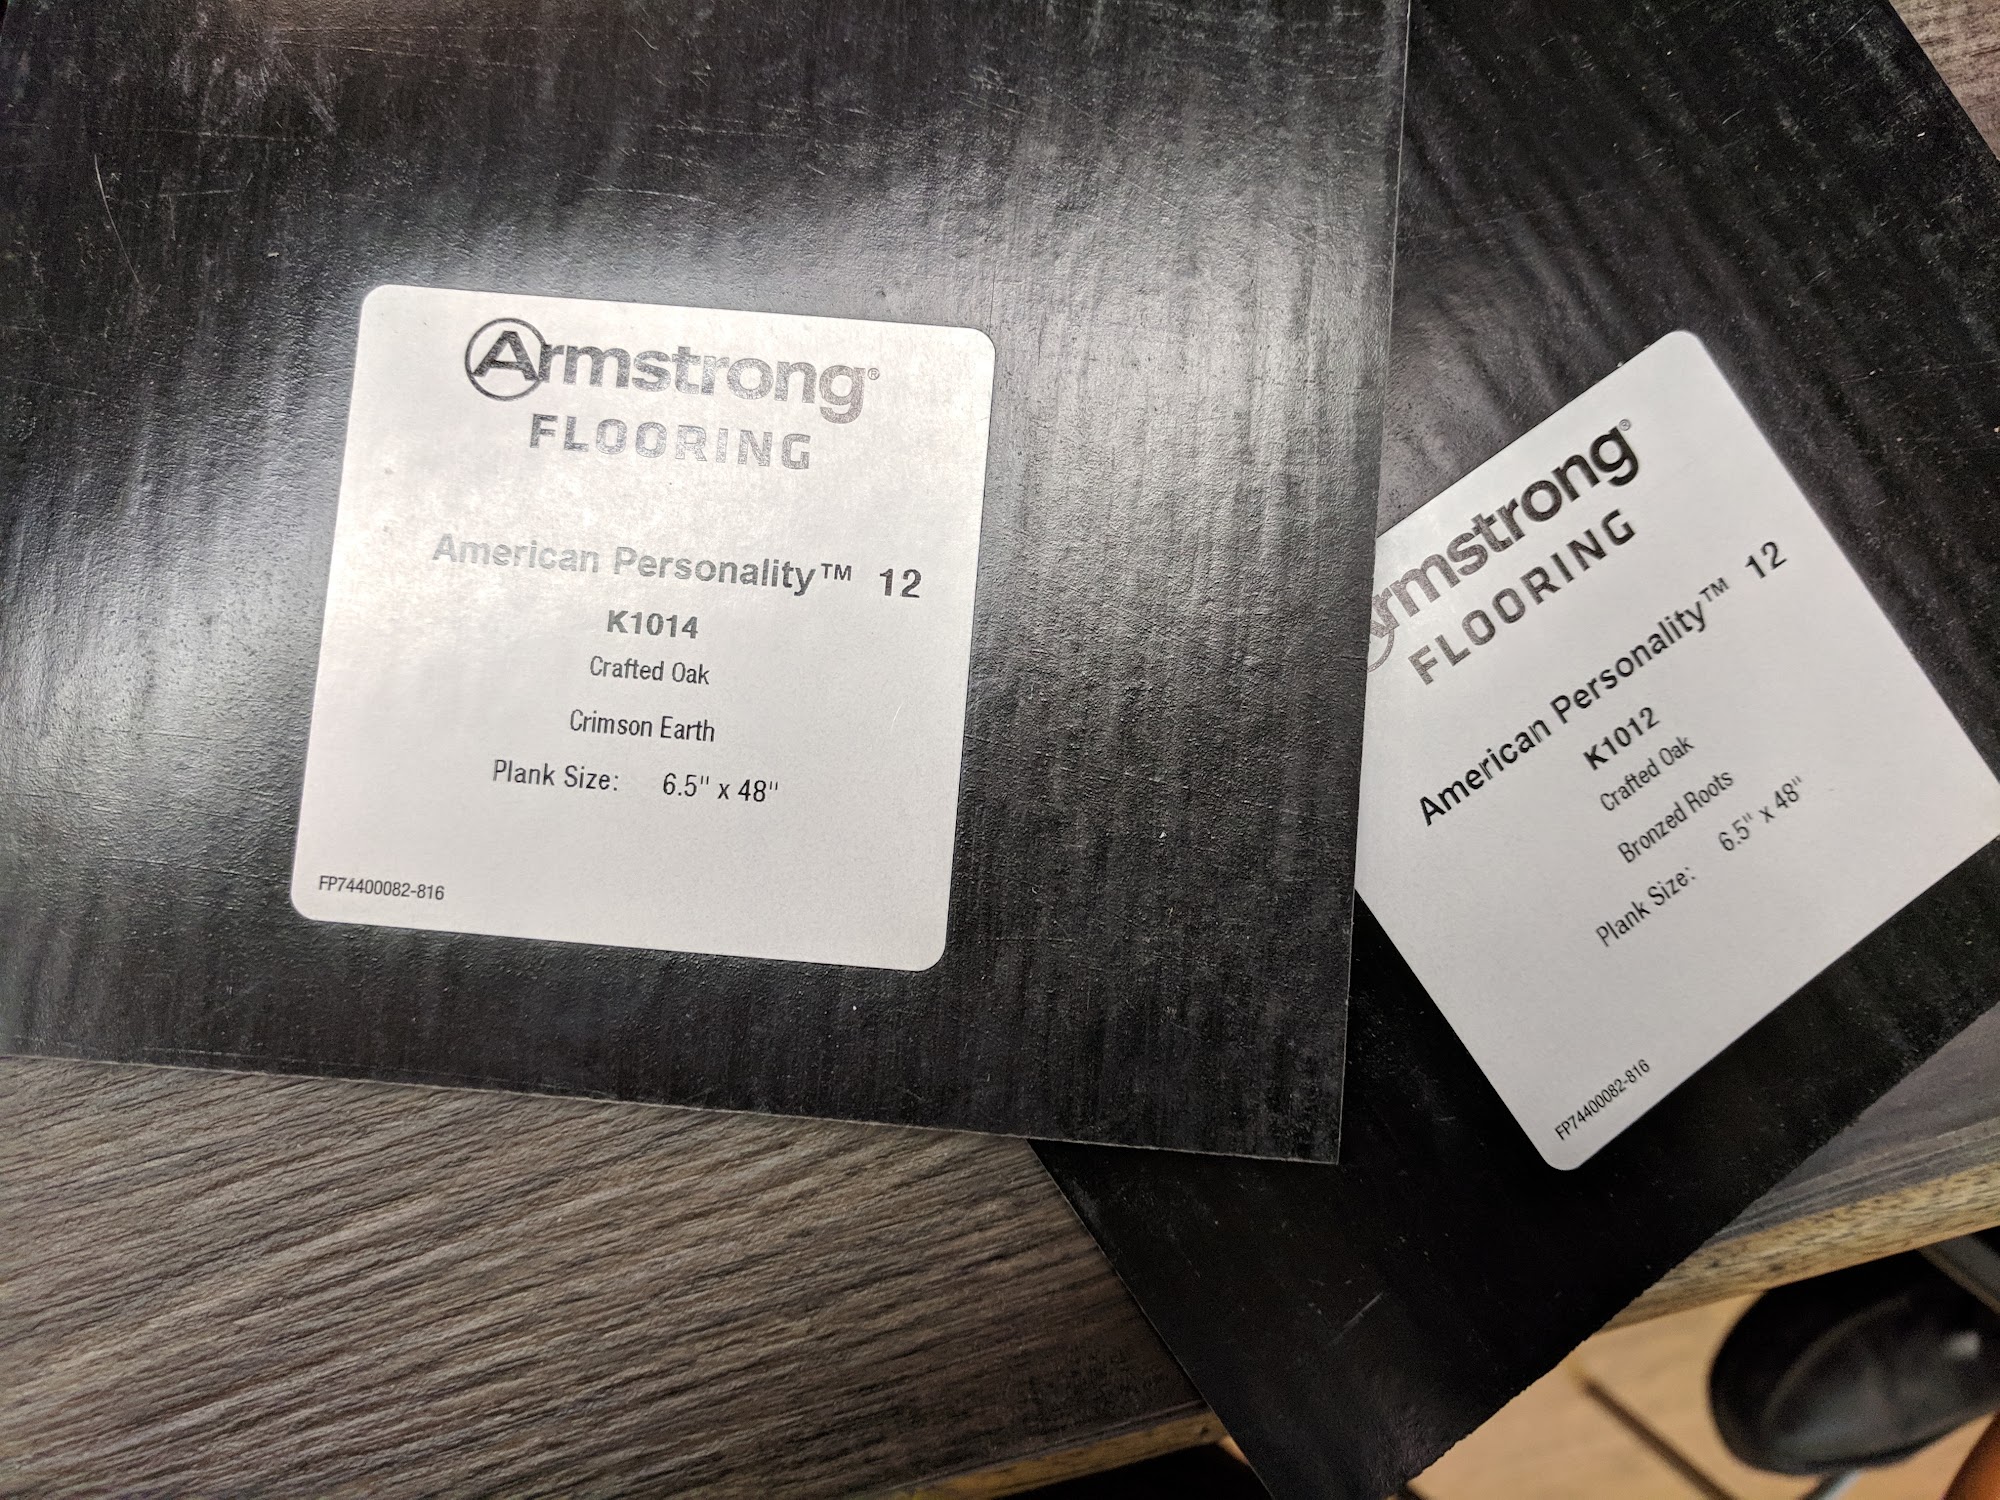 Armstrong®
FLOORING
American Personality™ 12
K1014
Crafted Oak
Crimson Earth
Plank Size: 6.5" x 48"
FP74400082-816
Armstrong®
FLOORING
American Personality™ 12
K1012
Crafted Oak
Bronzed Roots
Plank Size: 6.5" x 48"
FP74400082-816